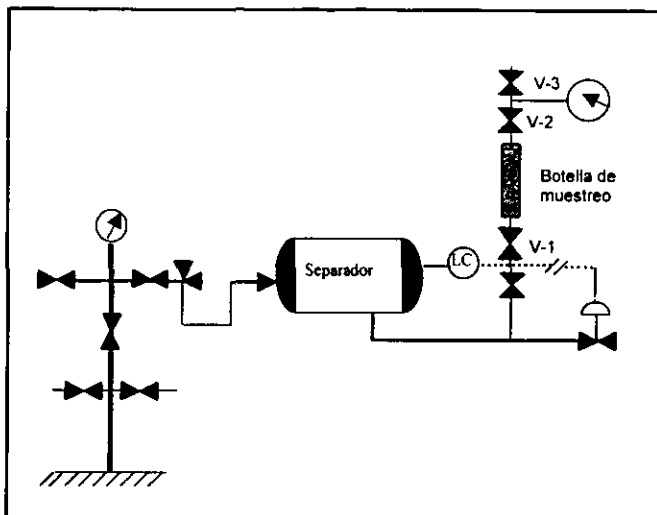 V-3
V-2
Botella de
muestreo
V-1
Separador
LC